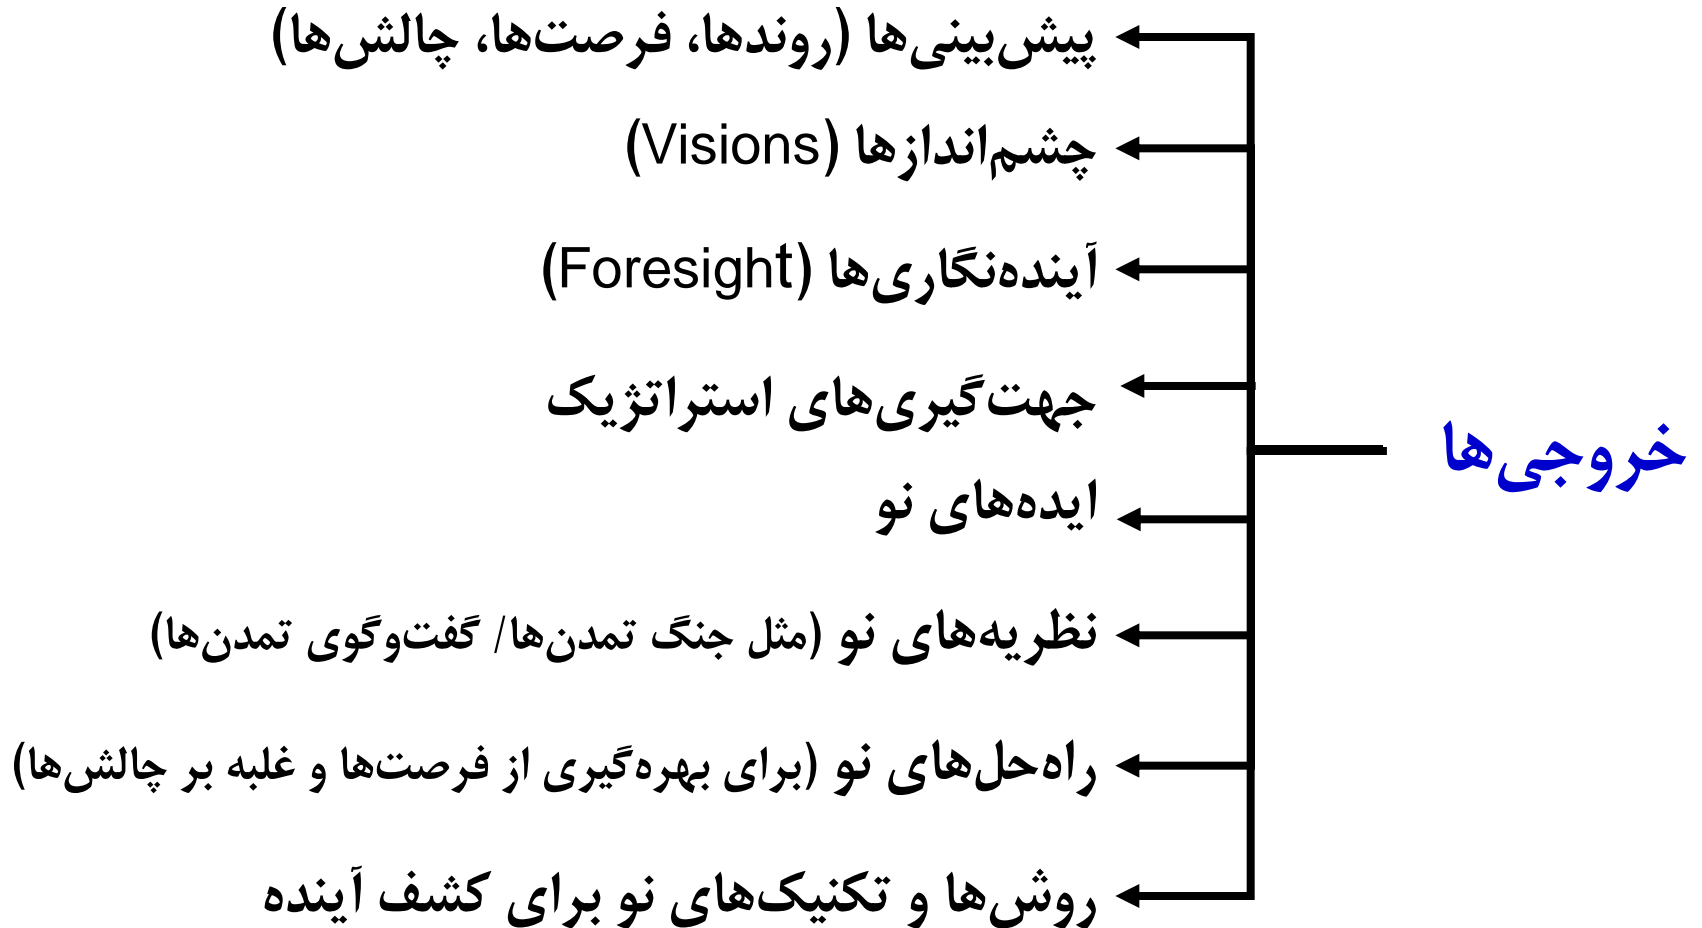 خروجی‌ها
پیش‌بینی‌ها (روندها، فرصت‌ها، چالش‌ها)
چشم‌اندازها (Visions)
آینده‌نگاری‌ها (Foresight)
جهت‌گیری‌های استراتژیک
ایده‌های نو
نظریه‌های نو (مثل جنگ تمدن‌ها/ گفت‌وگوی تمدن‌ها)
راه‌حل‌های نو (برای بهره‌گیری از فرصت‌ها و غلبه بر چالش‌ها)
روش‌ها و تکنیک‌های نو برای کشف آینده